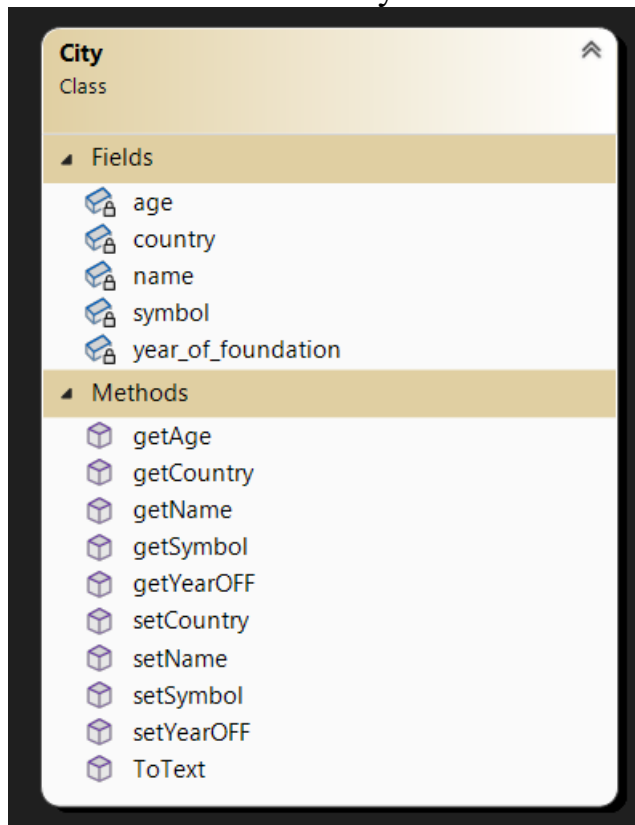 City
Class
Fields
age
country
name
symbol
year_of_foundation
Methods
getAge
getCountry
getName
getSymbol
getYearOFF
setCountry
setName
setSymbol
setYearOFF
ToText